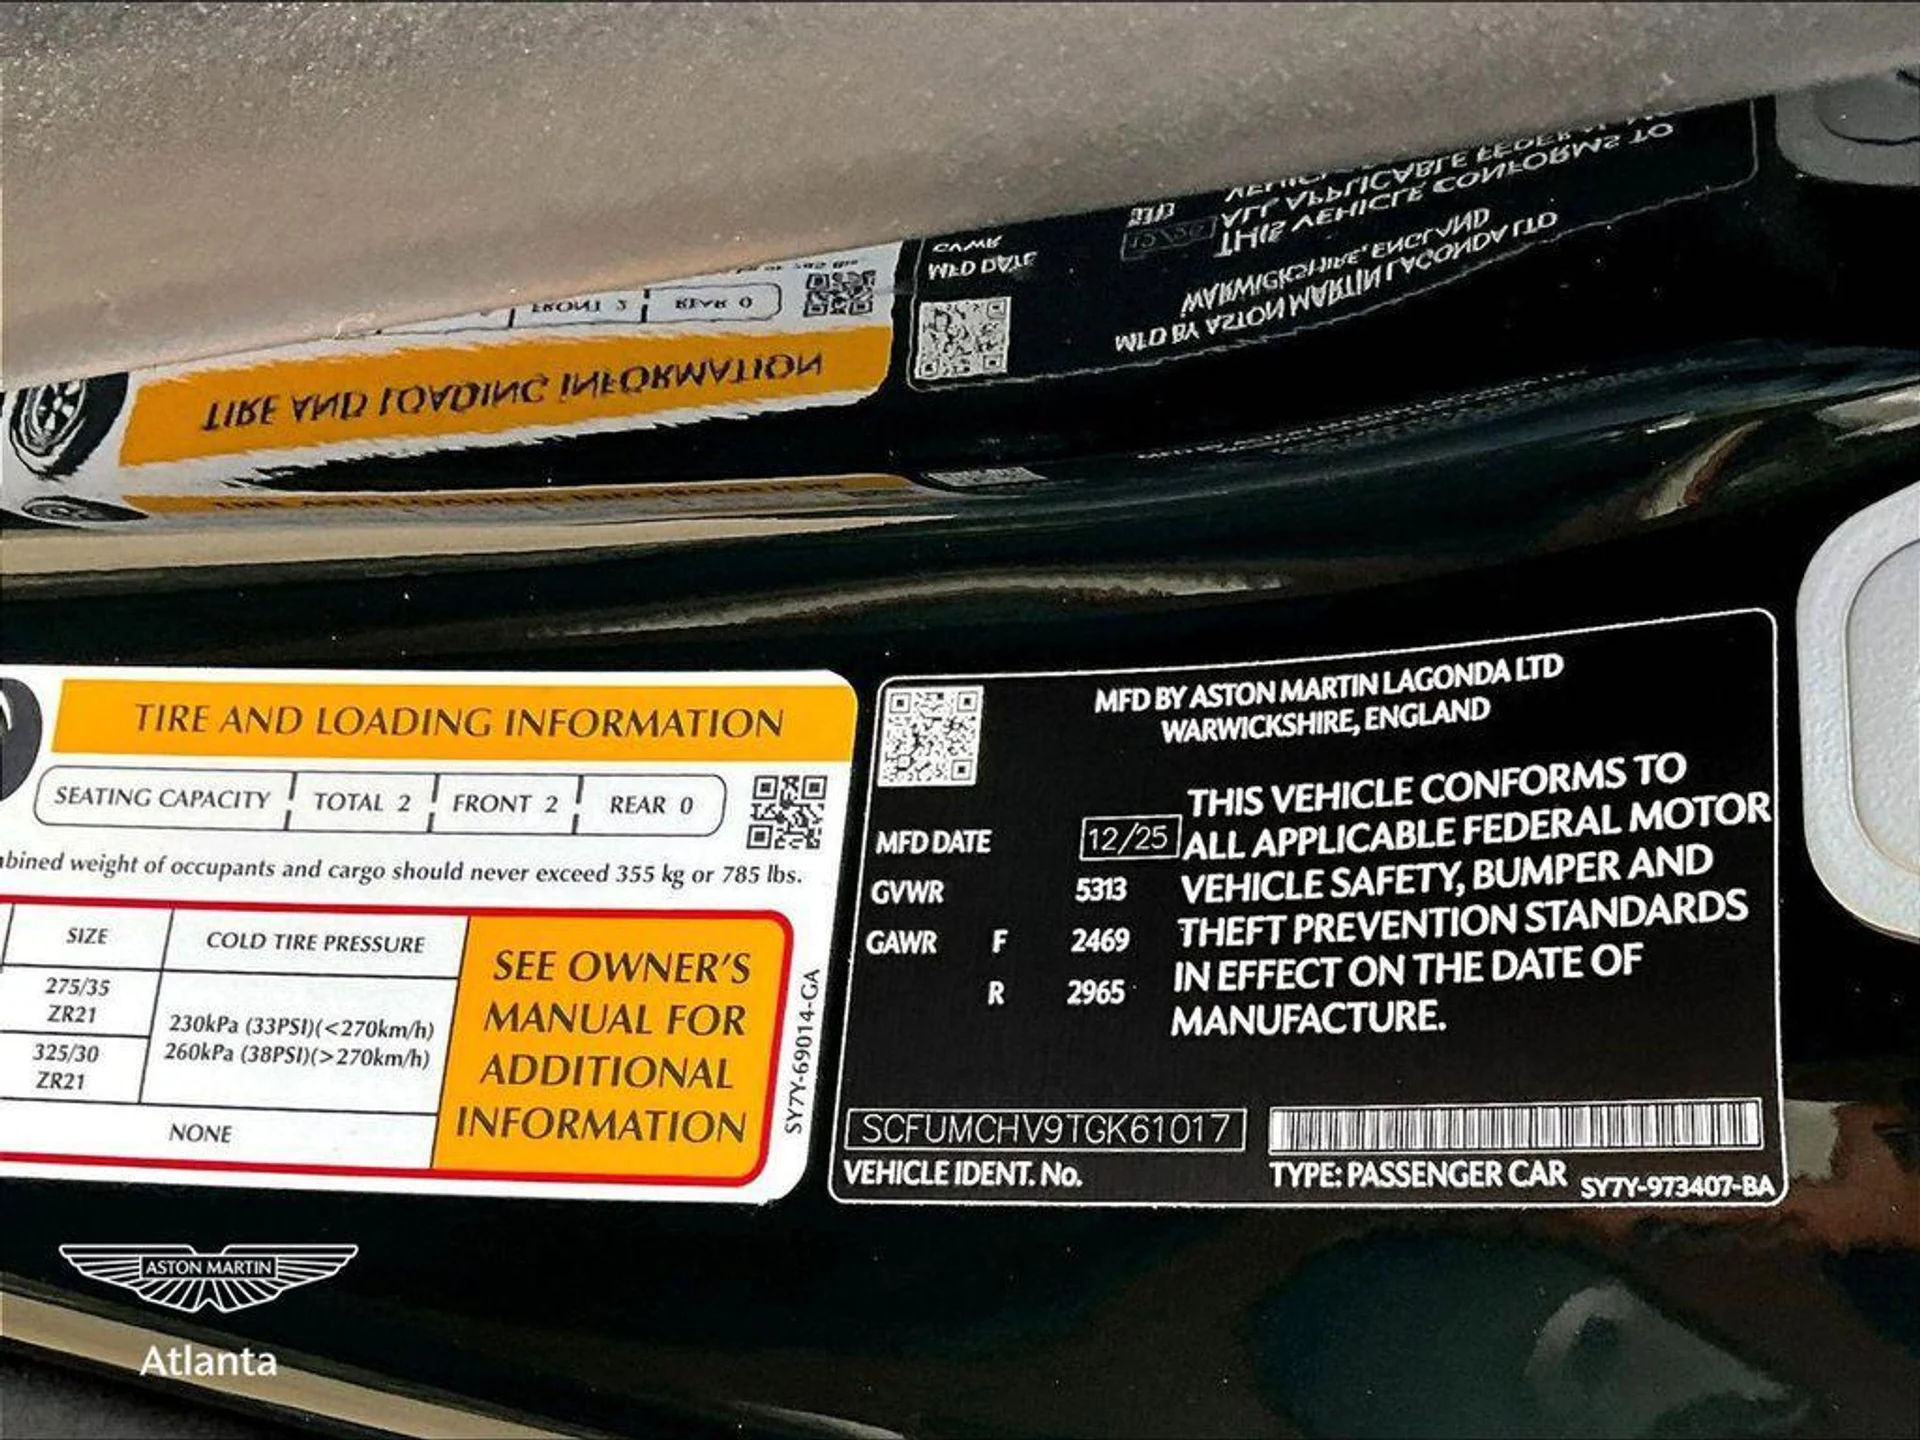 TIRE AND LOADING INFORMATION
SEATING CAPACITY TOTAL 2 FRONT 2 REAR 0
weight of occupants and cargo should never exceed 355 kg or 785 lbs.
SIZE COLD TIRE PRESSURE
275/35
ZR21
325/30
ZR21
230kPa (33PSI)(<270km/h)
260kPa (38PSI)(>270km/h)
NONE
SEE OWNER'S
MANUAL FOR
ADDITIONAL
INFORMATION
SY7Y-69014-GA
MFD BY ASTON MARTIN LAGONDA LTD
WARWICKSHIRE, ENGLAND
MFD DATE 12/25
GVWR 5313
GAWR F 2469
R 2965
THIS VEHICLE CONFORMS TO
ALL APPLICABLE FEDERAL MOTOR
VEHICLE SAFETY, BUMPER AND
THEFT PREVENTION STANDARDS
IN EFFECT ON THE DATE OF
MANUFACTURE.
SCFUMCHV9TGK61017
VEHICLE IDENT. No.
TYPE: PASSENGER CAR SY7Y-973407-BA
ASTON MARTIN
Atlanta